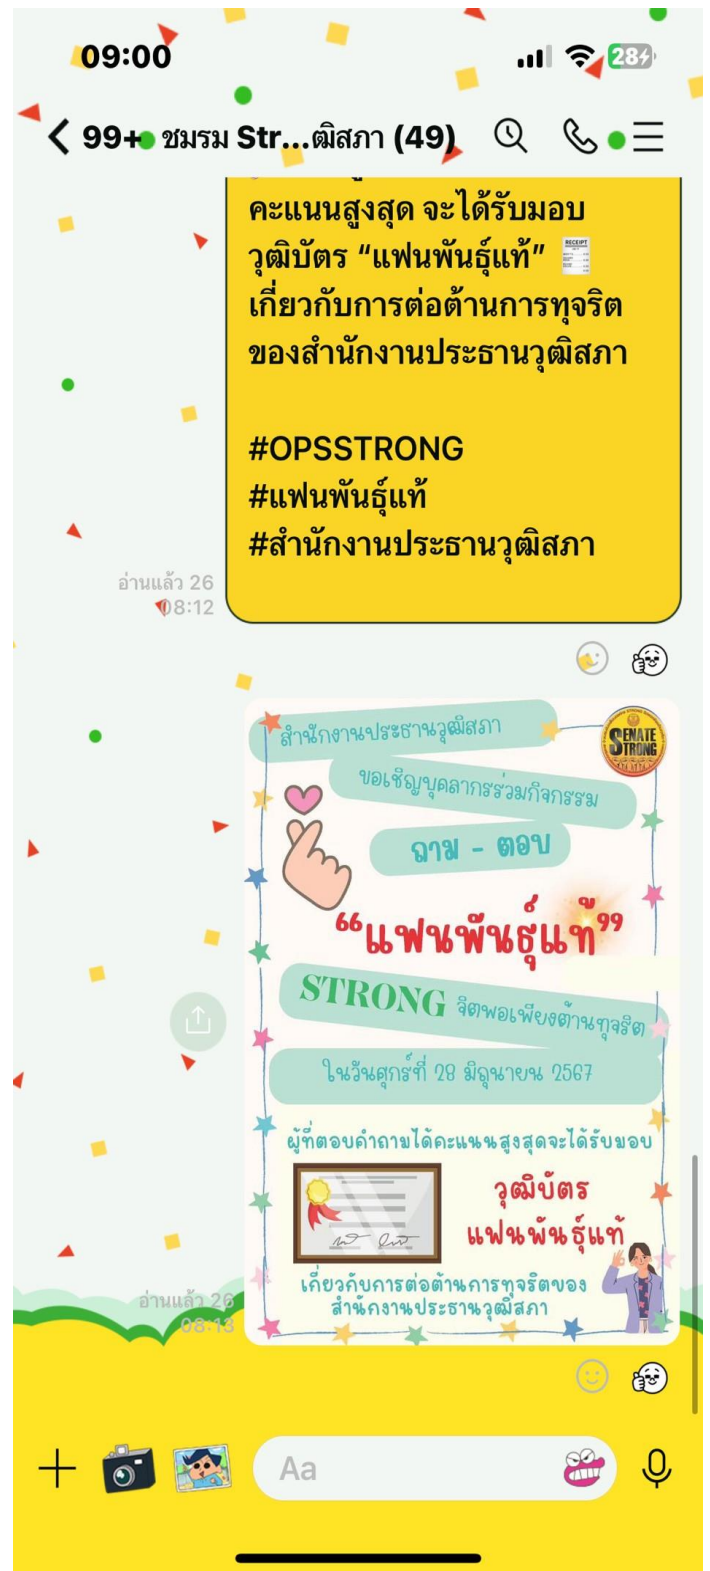 09:00
28
99+ ชมรม Str...ฒิสภา (49)
คะแนนสูงสุด จะได้รับมอบ
วุฒิบัตร “แฟนพันธุ์แท้”
RECEIPT
เกี่ยวกับการต่อต้านการทุจริต
ของสำนักงานประธานวุฒิสภา
#OPSSTRONG
#แฟนพันธุ์แท้
#สำนักงานประธานวุฒิสภา
อ่านแล้ว 26
08:12
สำนักงานประธานวุฒิสภา
SENATE
STRONG
ขอเชิญบุคลากรร่วมกิจกรรม
ถาม - ตอบ
“แฟนพันธุ์แท้”
STRONG จิตพอเพียงต้านทุจริต
ในวันศุกร์ที่ 28 มิถุนายน 2567
ผู้ที่ตอบคำถามได้คะแนนสูงสุดจะได้รับมอบ
วุฒิบัตร
แฟนพันธุ์แท้
เกี่ยวกับการต่อต้านการทุจริตของ
สำนักงานประธานวุฒิสภา
อ่านแล้ว 26
08:13
Aa